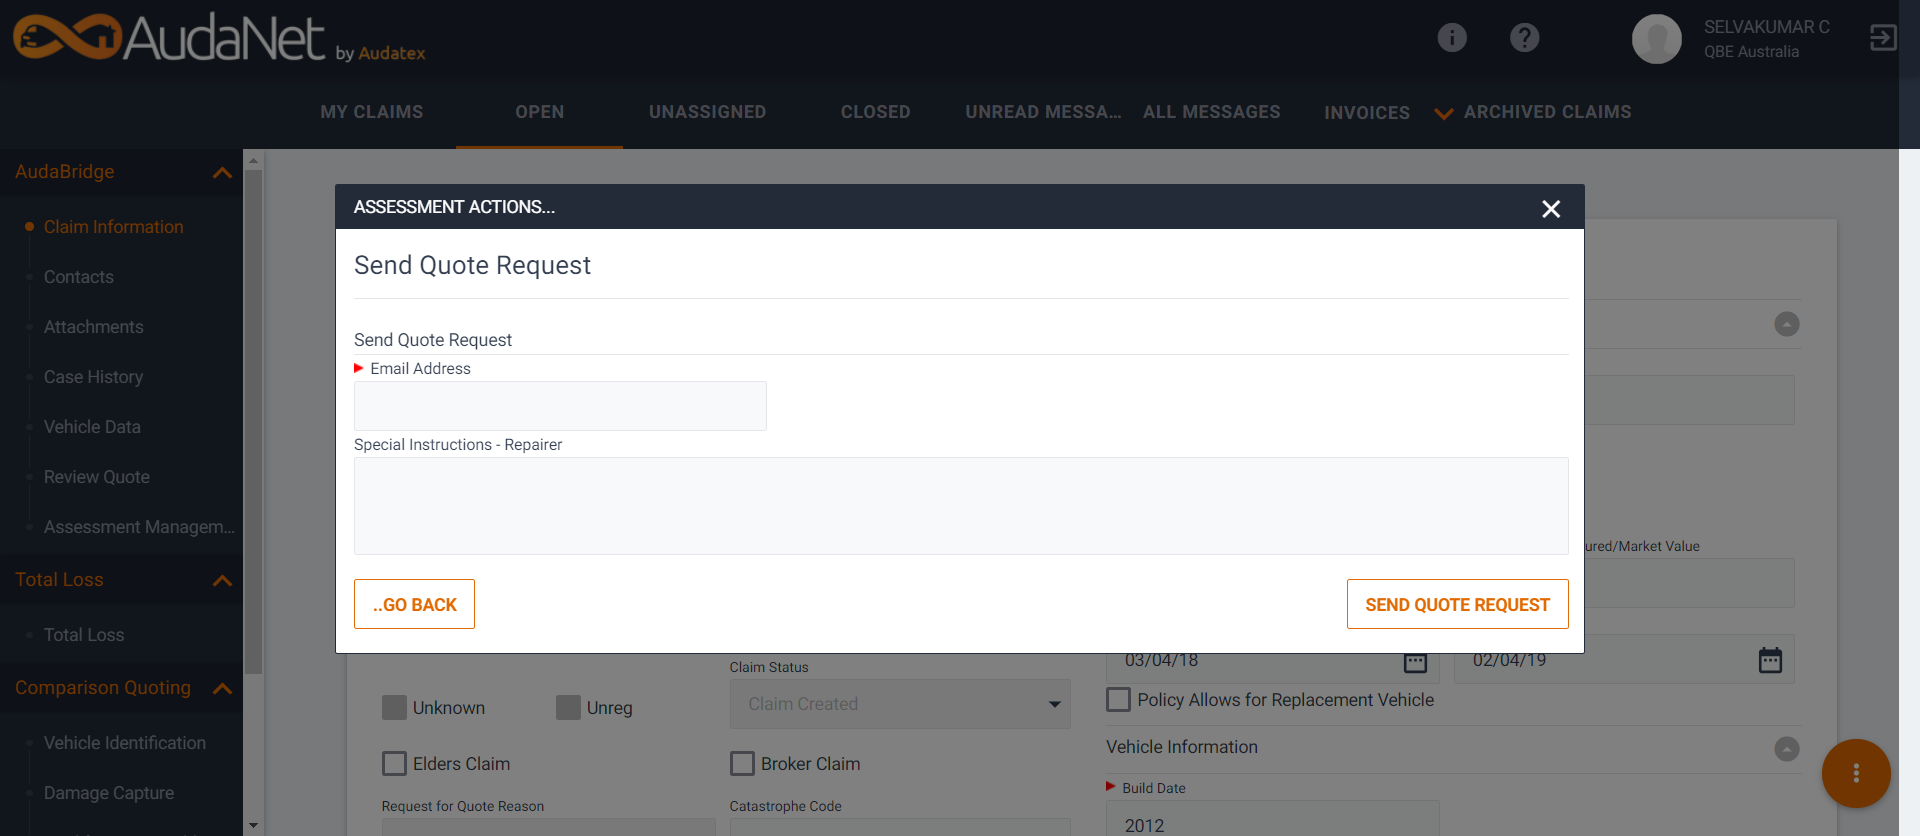 AudaNet by Audatex
SELVAKUMAR C
QBE Australia
MY CLAIMS
OPEN
UNASSIGNED
CLOSED
UNREAD MESSA...
ALL MESSAGES
INVOICES
ARCHIVED CLAIMS
AudaBridge
Claim Information
Contacts
Attachments
Case History
Vehicle Data
Review Quote
Assessment Managem...
Total Loss
Total Loss
Comparison Quoting
Vehicle Identification
Damage Capture
ASSESSMENT ACTIONS...
Send Quote Request
Send Quote Request
Email Address
Special Instructions - Repairer
..GO BACK
SEND QUOTE REQUEST
ured/Market Value
03/04/18
02/04/19
Claim Status
Unknown
Unreg
Claim Created
Policy Allows for Replacement Vehicle
Vehicle Information
Elders Claim
Broker Claim
Build Date
Request for Quote Reason
Catastrophe Code
2012